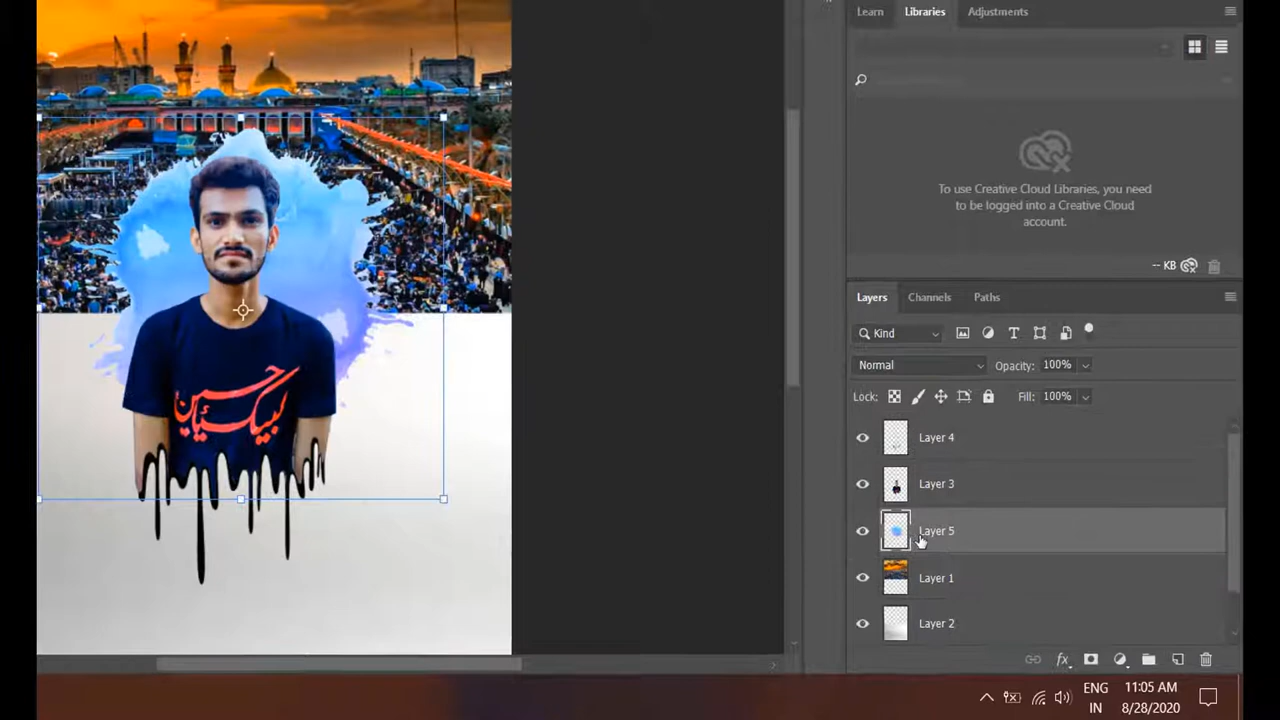 Learn Libraries Adjustments
To use Creative Cloud Libraries, you need
to be logged into a Creative Cloud
account.
-- KB
Layers Channels Paths
Kind
Normal Opacity: 100%
Lock: Fill: 100%
Layer 4
Layer 3
Layer 5
Layer 1
Layer 2
fx
لبیک یا حسین
ENG 11:05 AM
IN 8/28/2020